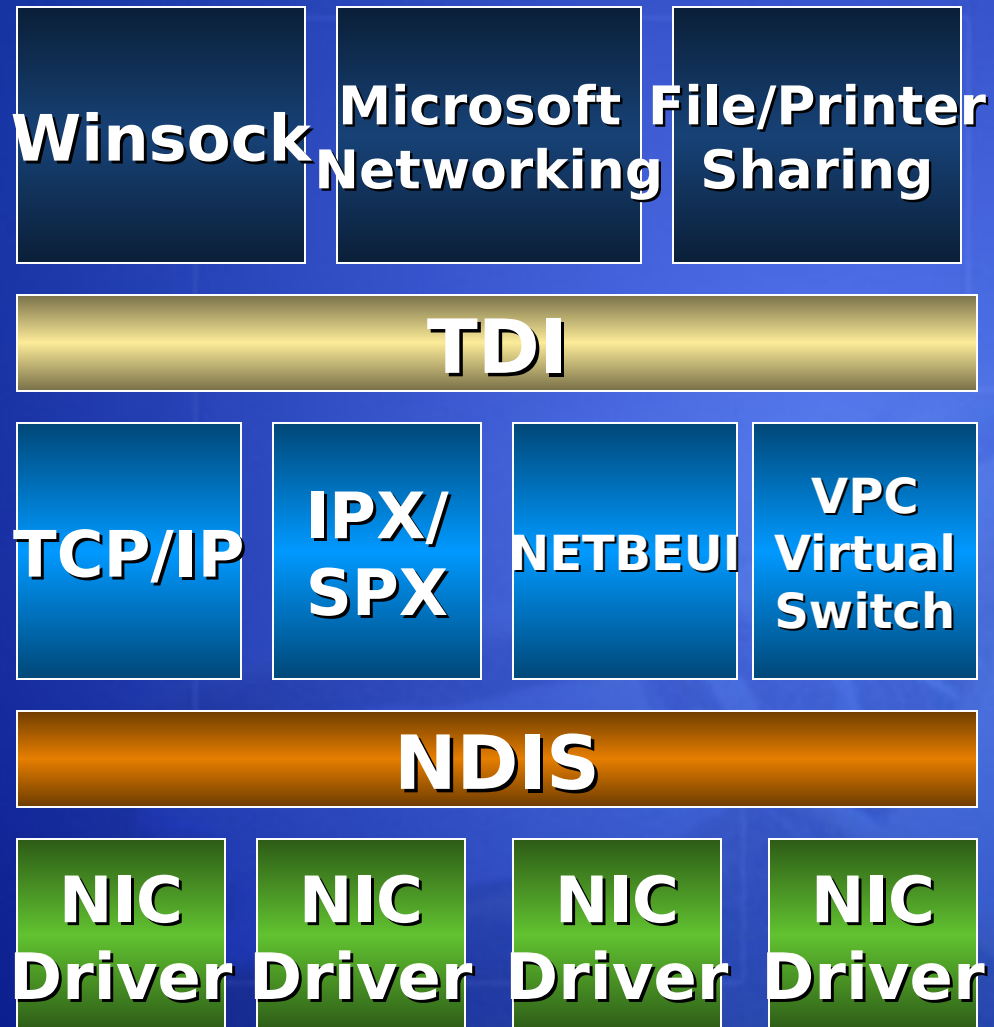 Winsock
Microsoft
Networking
File/Printer
Sharing
TDI
TCP/IP
IPX/
SPX
NETBEUI
VPC
Virtual
Switch
NDIS
NIC
Driver
NIC
Driver
NIC
Driver
NIC
Driver